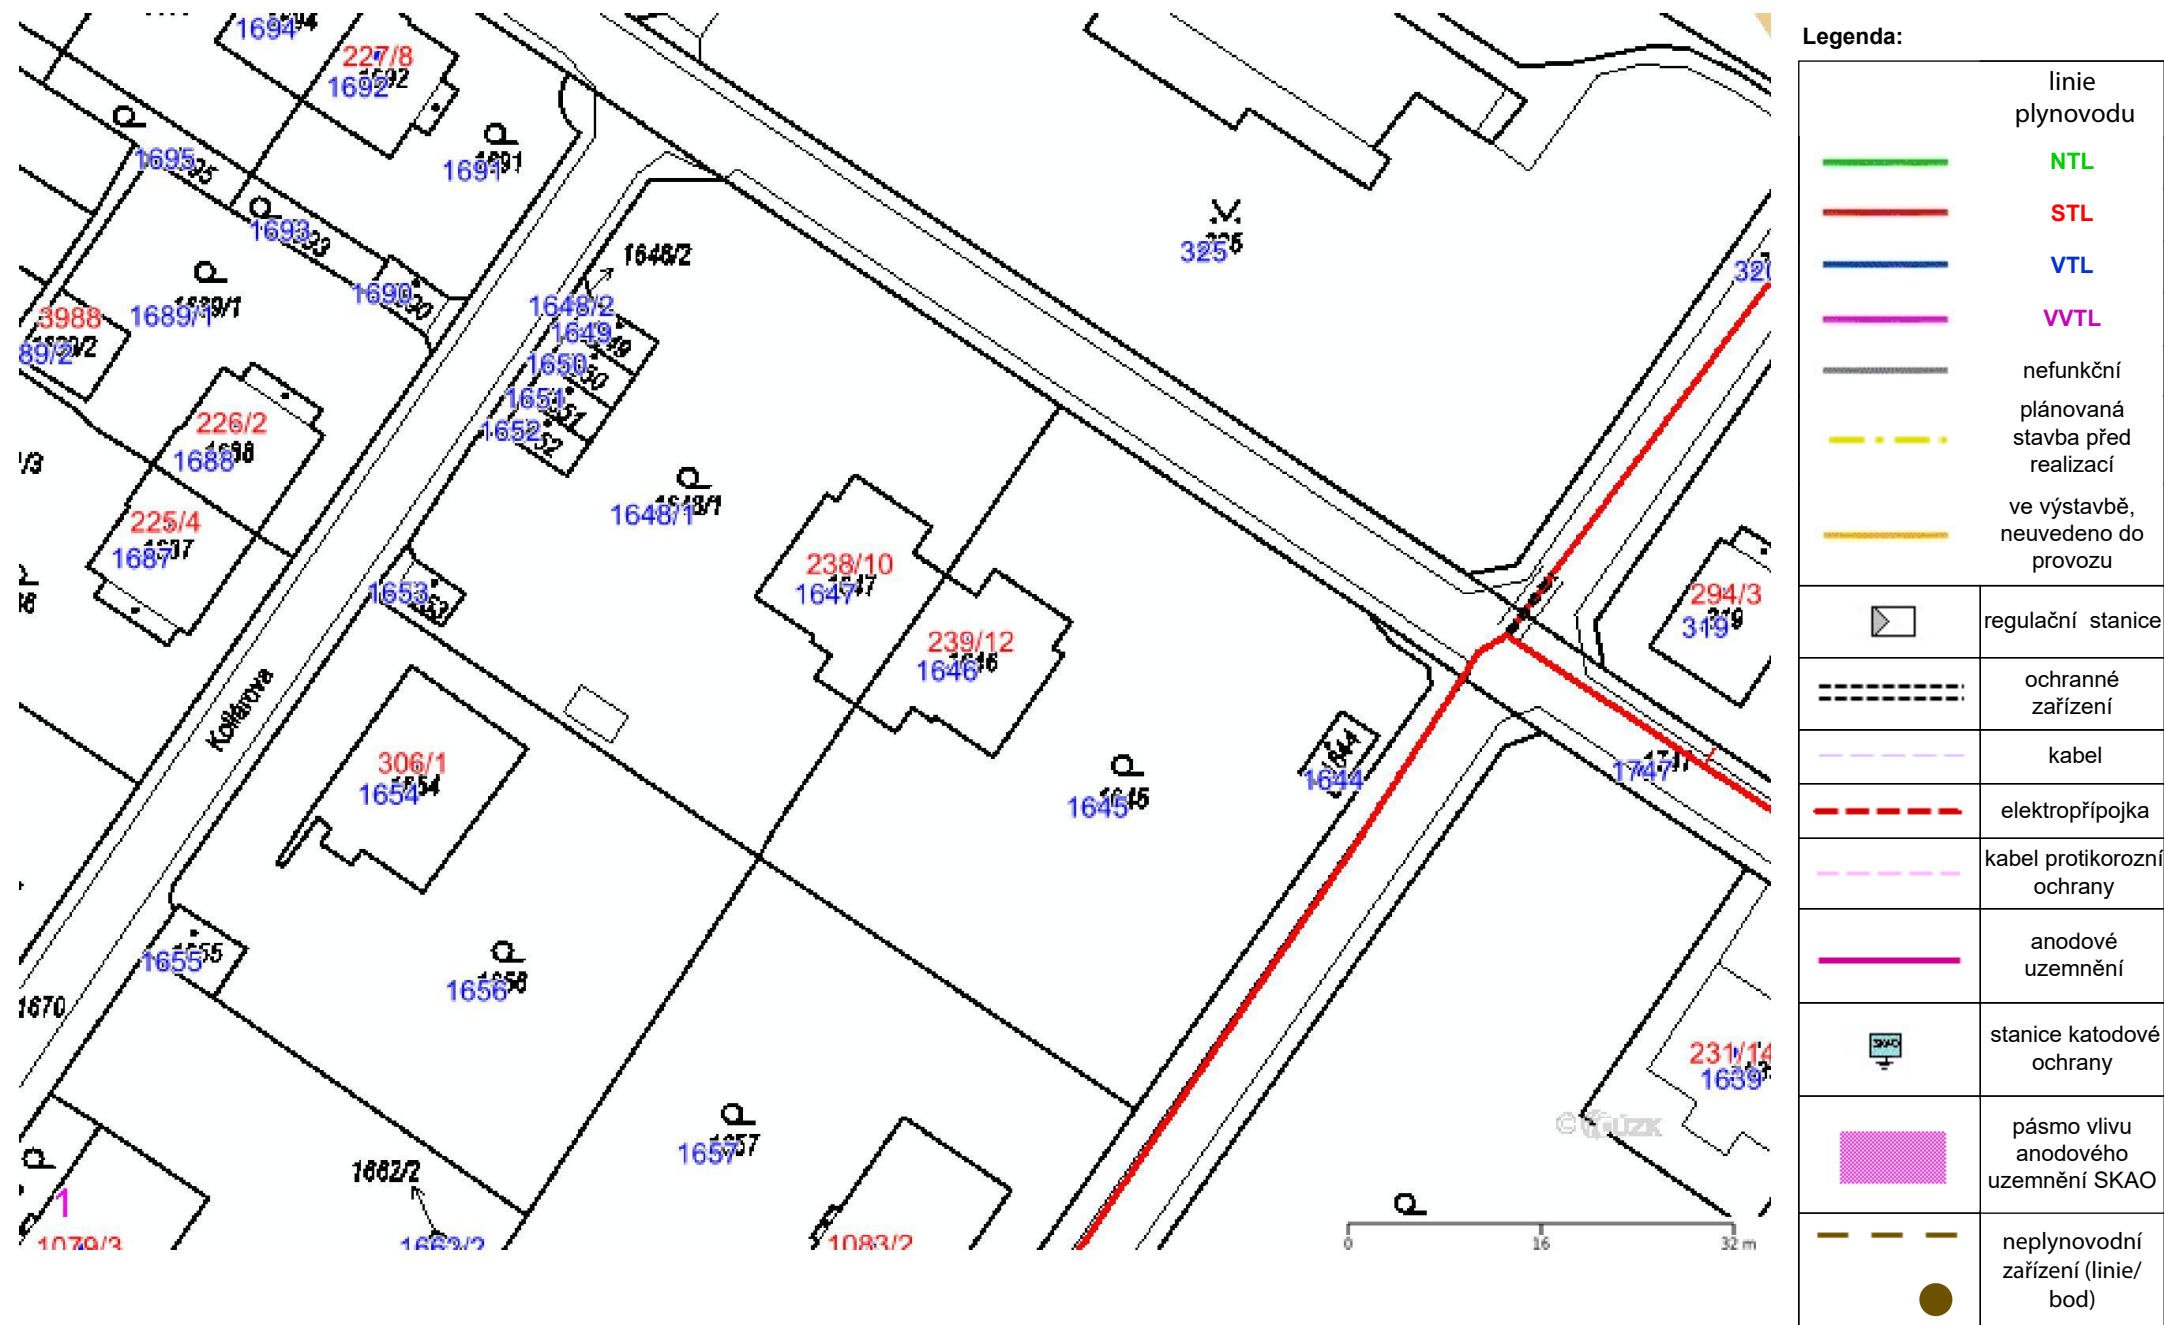 1694
227/8
1692
1691
1695
1693
1690
1689/1
3988
89/2
226/2
1688
225/4
1687
/3
1648/2
1648/2
1649
1650
1651
1652
1648/1
1653
238/10
1647
239/12
1646
325
320
294/3
319
Kollárova
306/1
1654
1644
1645
1747
1655
1656
1670
231/14
1639
1657
1662/2
1
1079/3
1662/2
1083/2
0 16 32 m
Legenda:
linie
plynovodu
NTL
STL
VTL
VVTL
nefunkční
plánovaná
stavba před
realizací
ve výstavbě,
neuvedeno do
provozu
regulační stanice
ochranné
zařízení
kabel
elektropřípojka
kabel protikorozní
ochrany
anodové
uzemnění
SKAO
stanice katodové
ochrany
pásmo vlivu
anodového
uzemnění SKAO
neplynovodní
zařízení (linie/
bod)